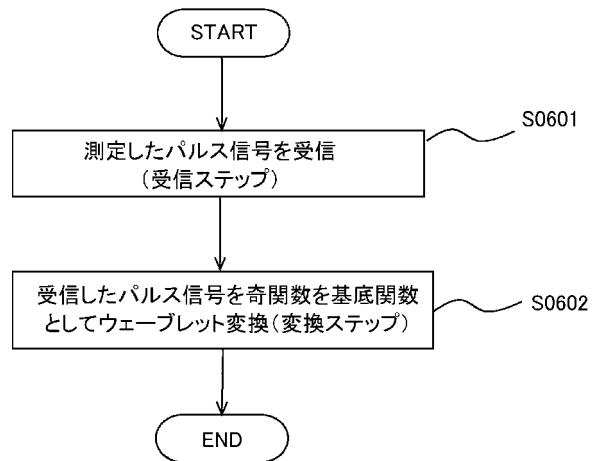 START
S0601
測定したパルス信号を受信
（受信ステップ）
受信したパルス信号を奇関数を基底関数
としてウェーブレット変換（変換ステップ）
S0602
END